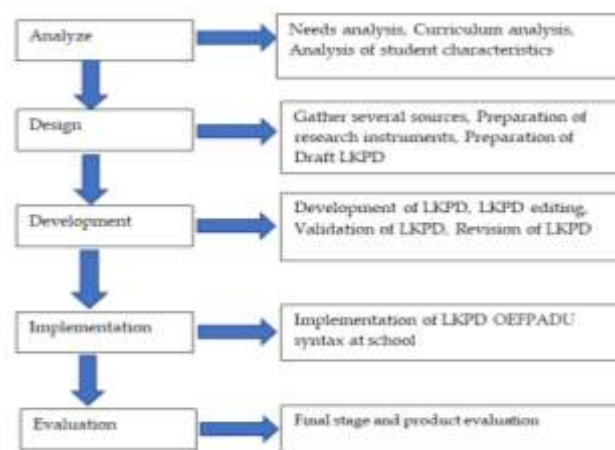 Analyze
Needs analysis, Curriculum analysis,
Analysis of student characteristics
Design
Gather several sources, Preparation of
research instruments, Preparation of
Draft LKPD
Development
Development of LKPD, LKPD editing,
Validation of LKPD, Revision of LKPD
Implementation
Implementation of LKPD OEFPADU
syntax at school
Evaluation
Final stage and product evaluation